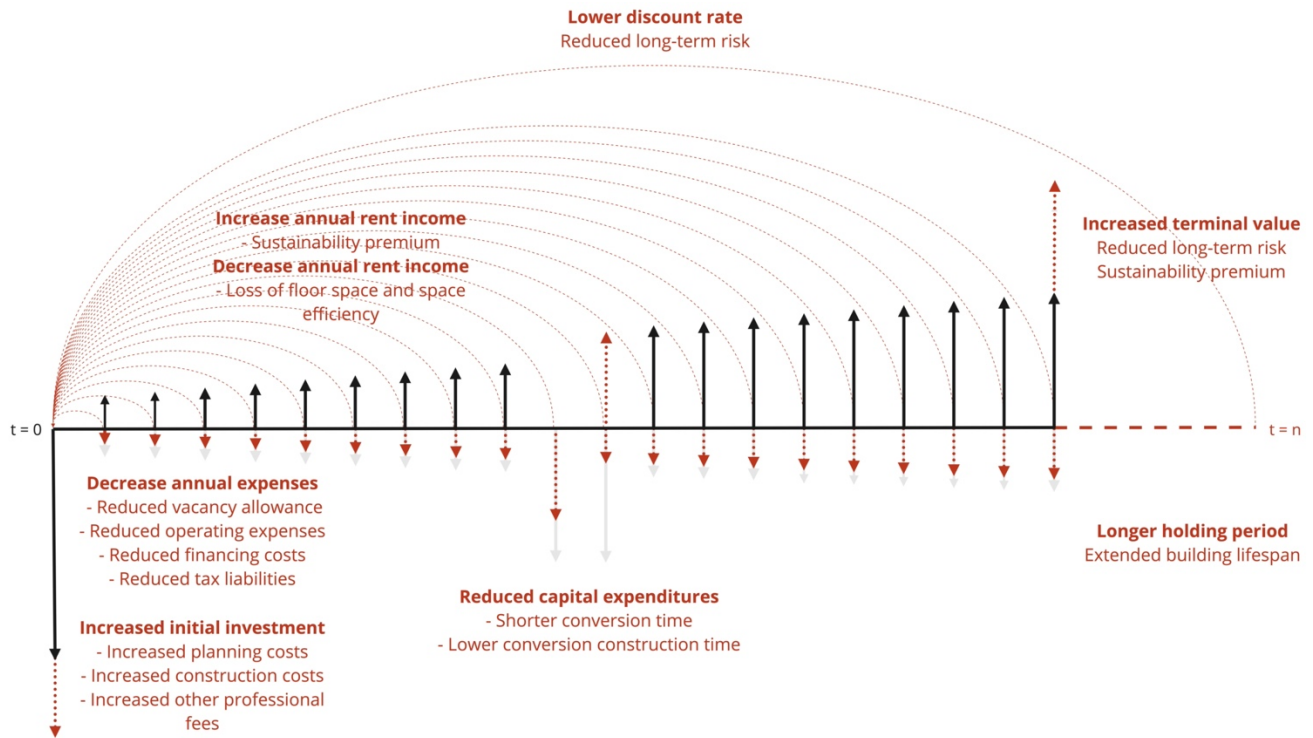 Lower discount rate
Reduced long-term risk
Increase annual rent income
- Sustainability premium
Decrease annual rent income
- Loss of floor space and space
efficiency
Increased terminal value
Reduced long-term risk
Sustainability premium
t = 0
t = n
Decrease annual expenses
- Reduced vacancy allowance
- Reduced operating expenses
- Reduced financing costs
- Reduced tax liabilities
Longer holding period
Extended building lifespan
Reduced capital expenditures
- Shorter conversion time
- Lower conversion construction time
Increased initial investment
- Increased planning costs
- Increased construction costs
- Increased other professional
fees